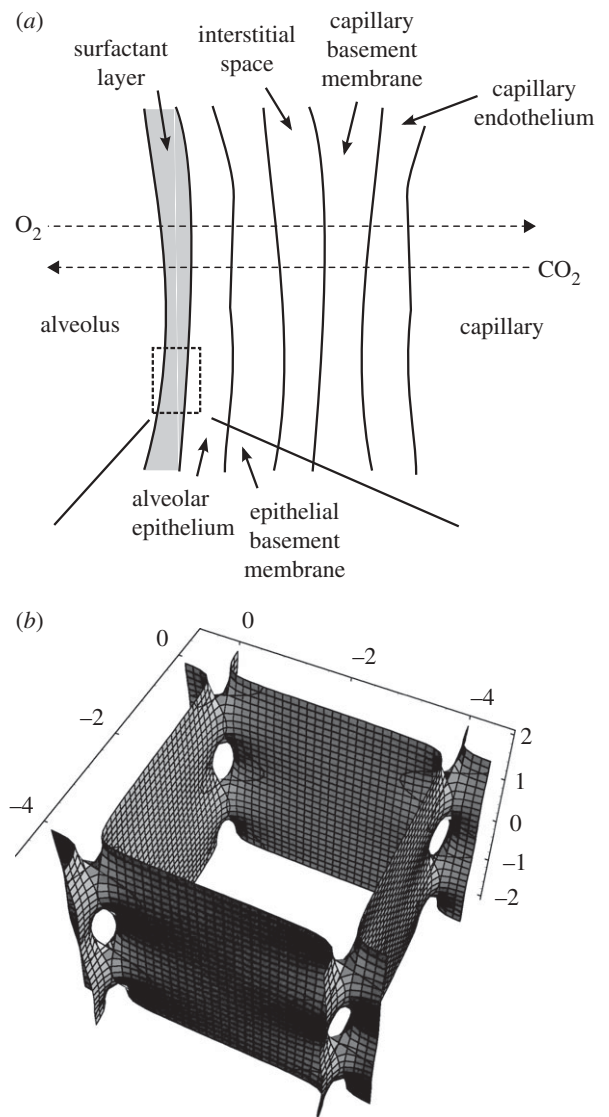 (a)
surfactant
layer
interstitial
space
capillary
basement
membrane
capillary
endothelium
O2
CO2
alveolus
capillary
alveolar
epithelium
epithelial
basement
membrane
(b)
0
0
–2
–4
–2
–4
2
1
0
–1
–2